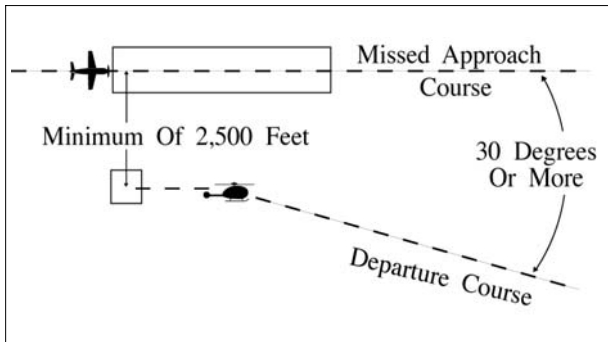 Missed Approach
Course
Minimum Of 2,500 Feet
30 Degrees
Or More
Departure Course